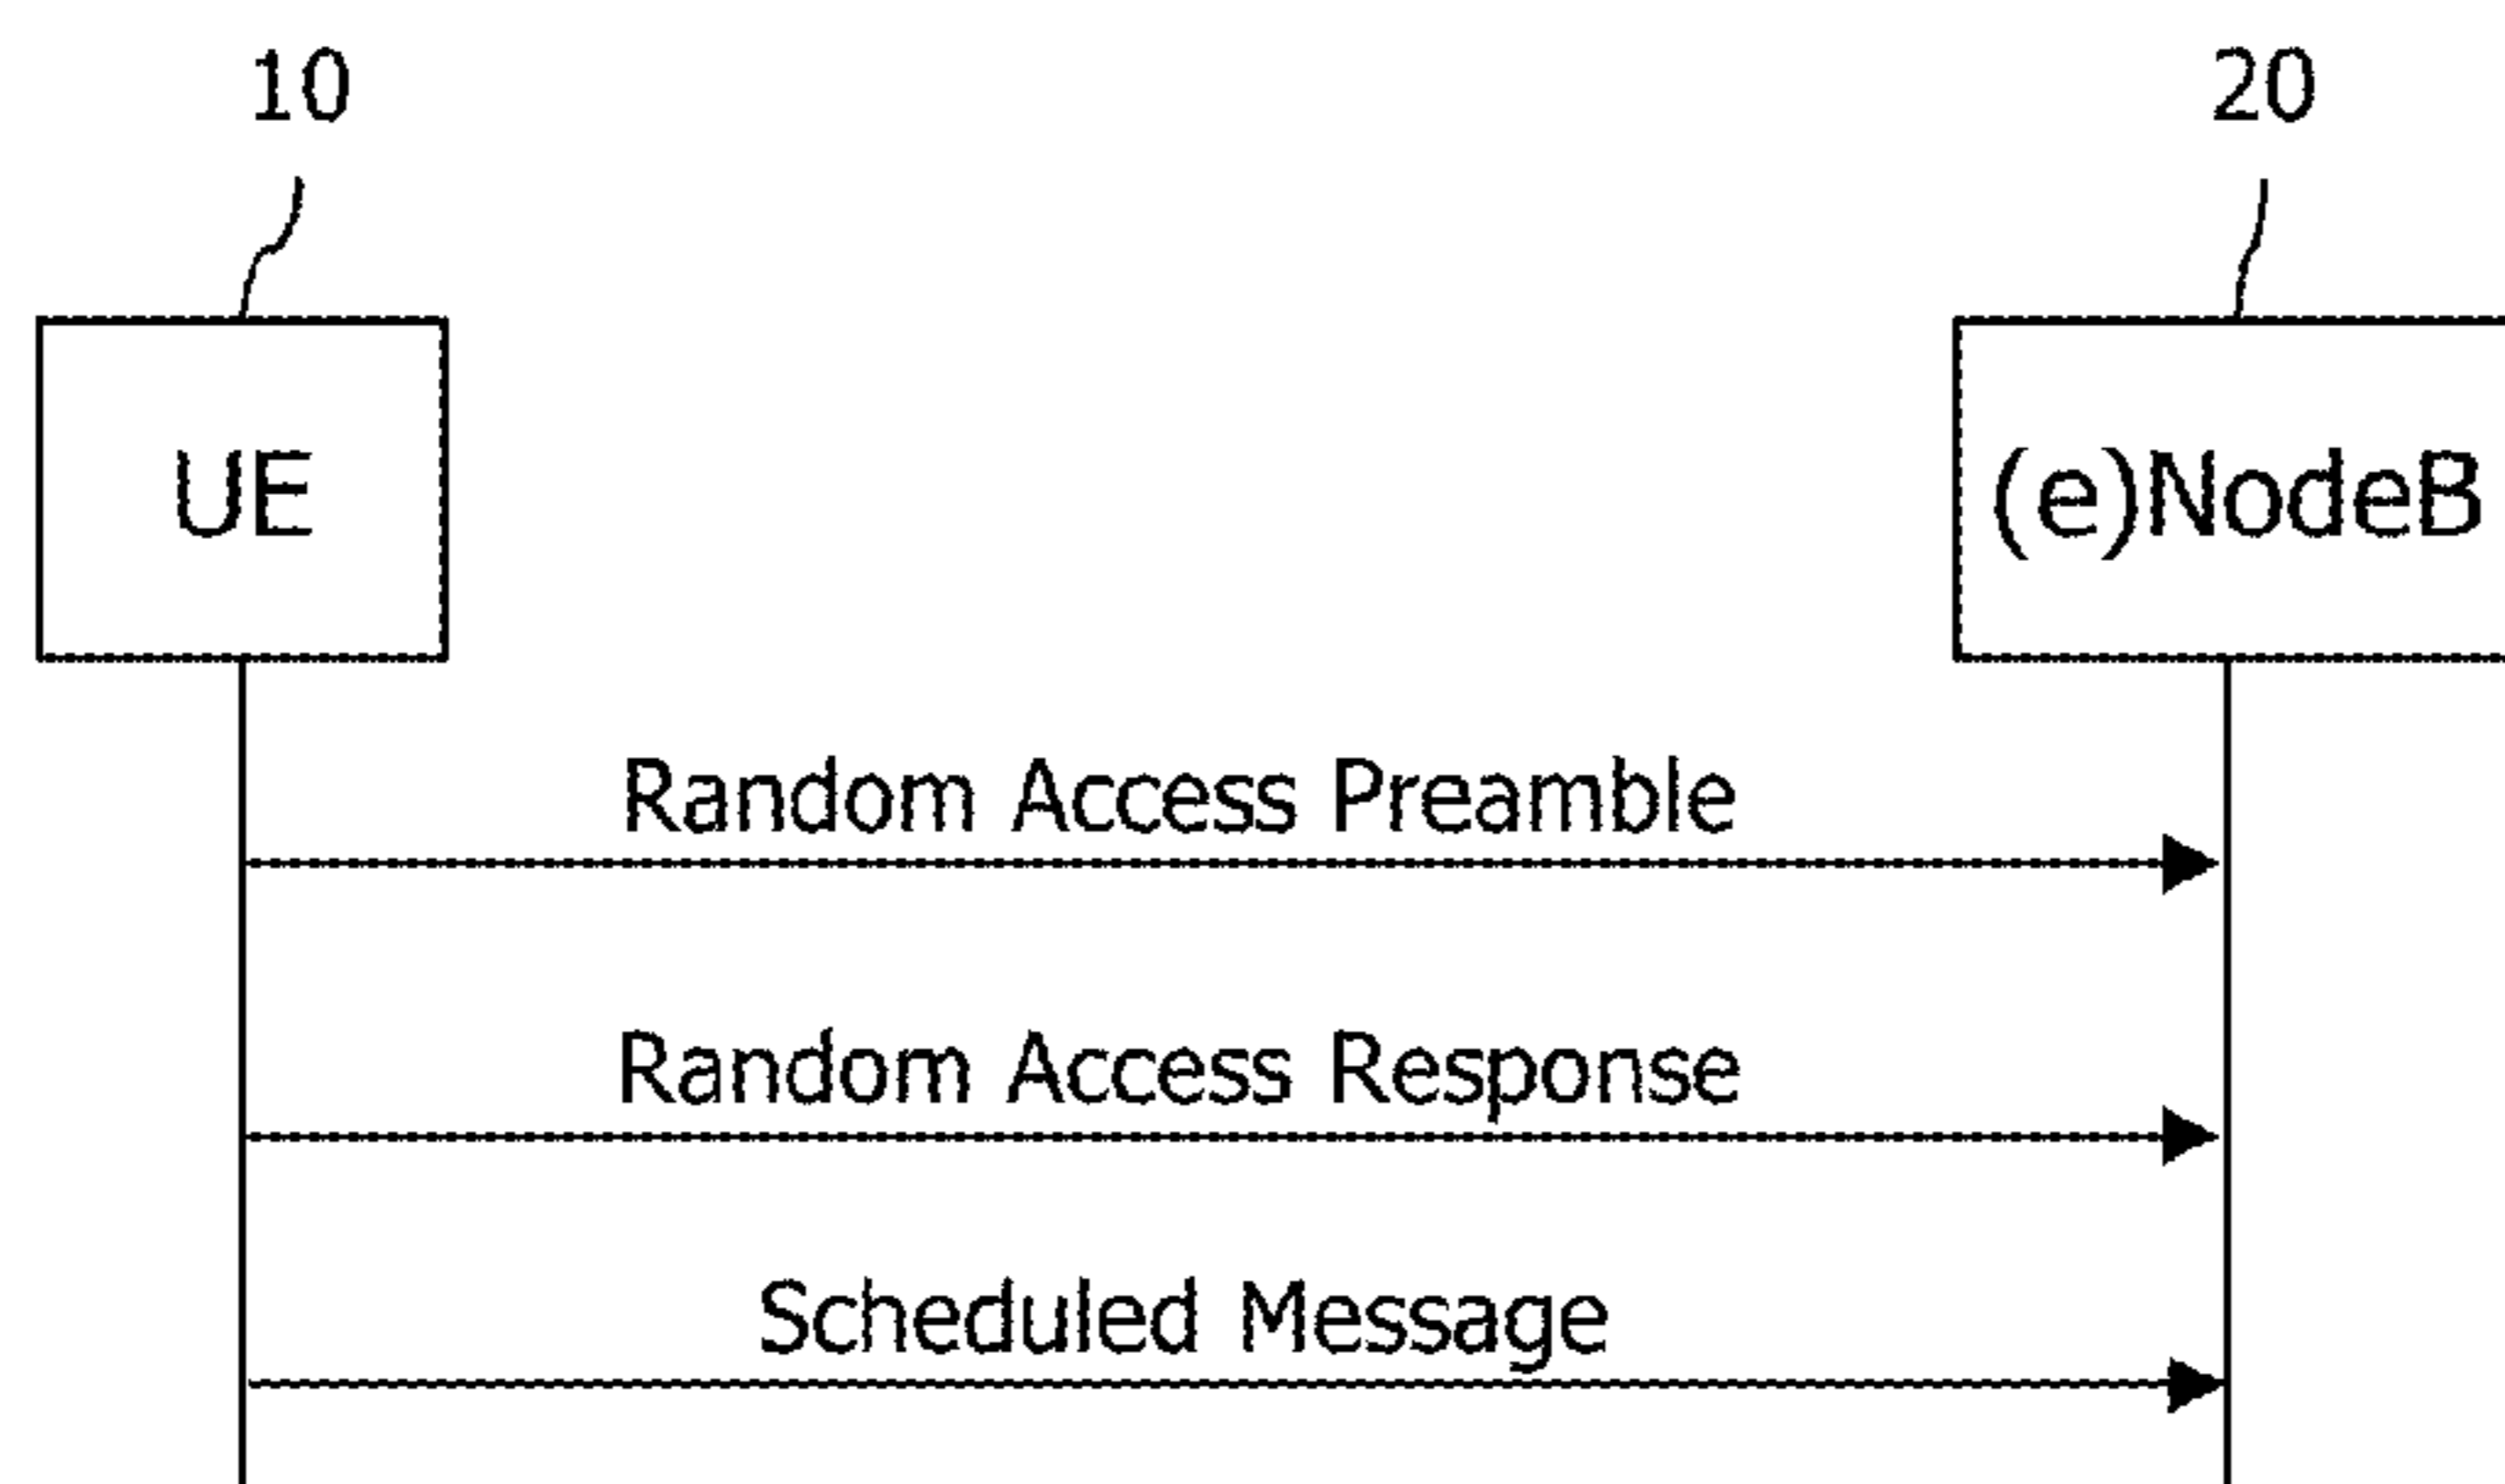 10
20
UE
(e)NodeB
Random Access Preamble
Random Access Response
Scheduled Message